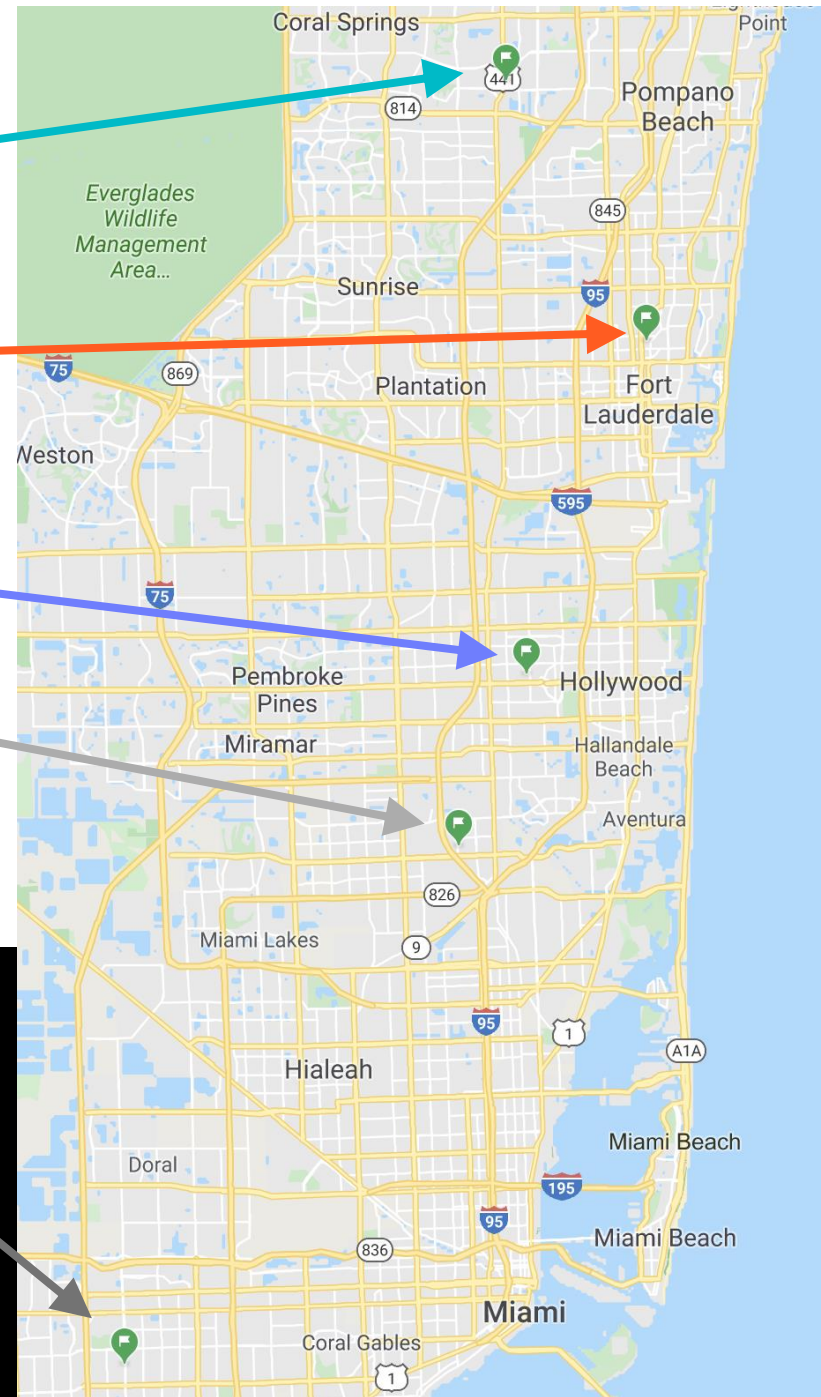 Coral Springs
Point
441
814
Pompano
Beach
Everglades
Wildlife
Management
Area...
845
Sunrise
95
75
869
Plantation
Fort
Lauderdale
Weston
595
75
Pembroke
Pines
Hollywood
Miramar
Hallandale
Beach
Aventura
826
Miami Lakes
9
95
1
A1A
Hialeah
Miami Beach
Doral
195
95
Miami Beach
836
Miami
Coral Gables
1